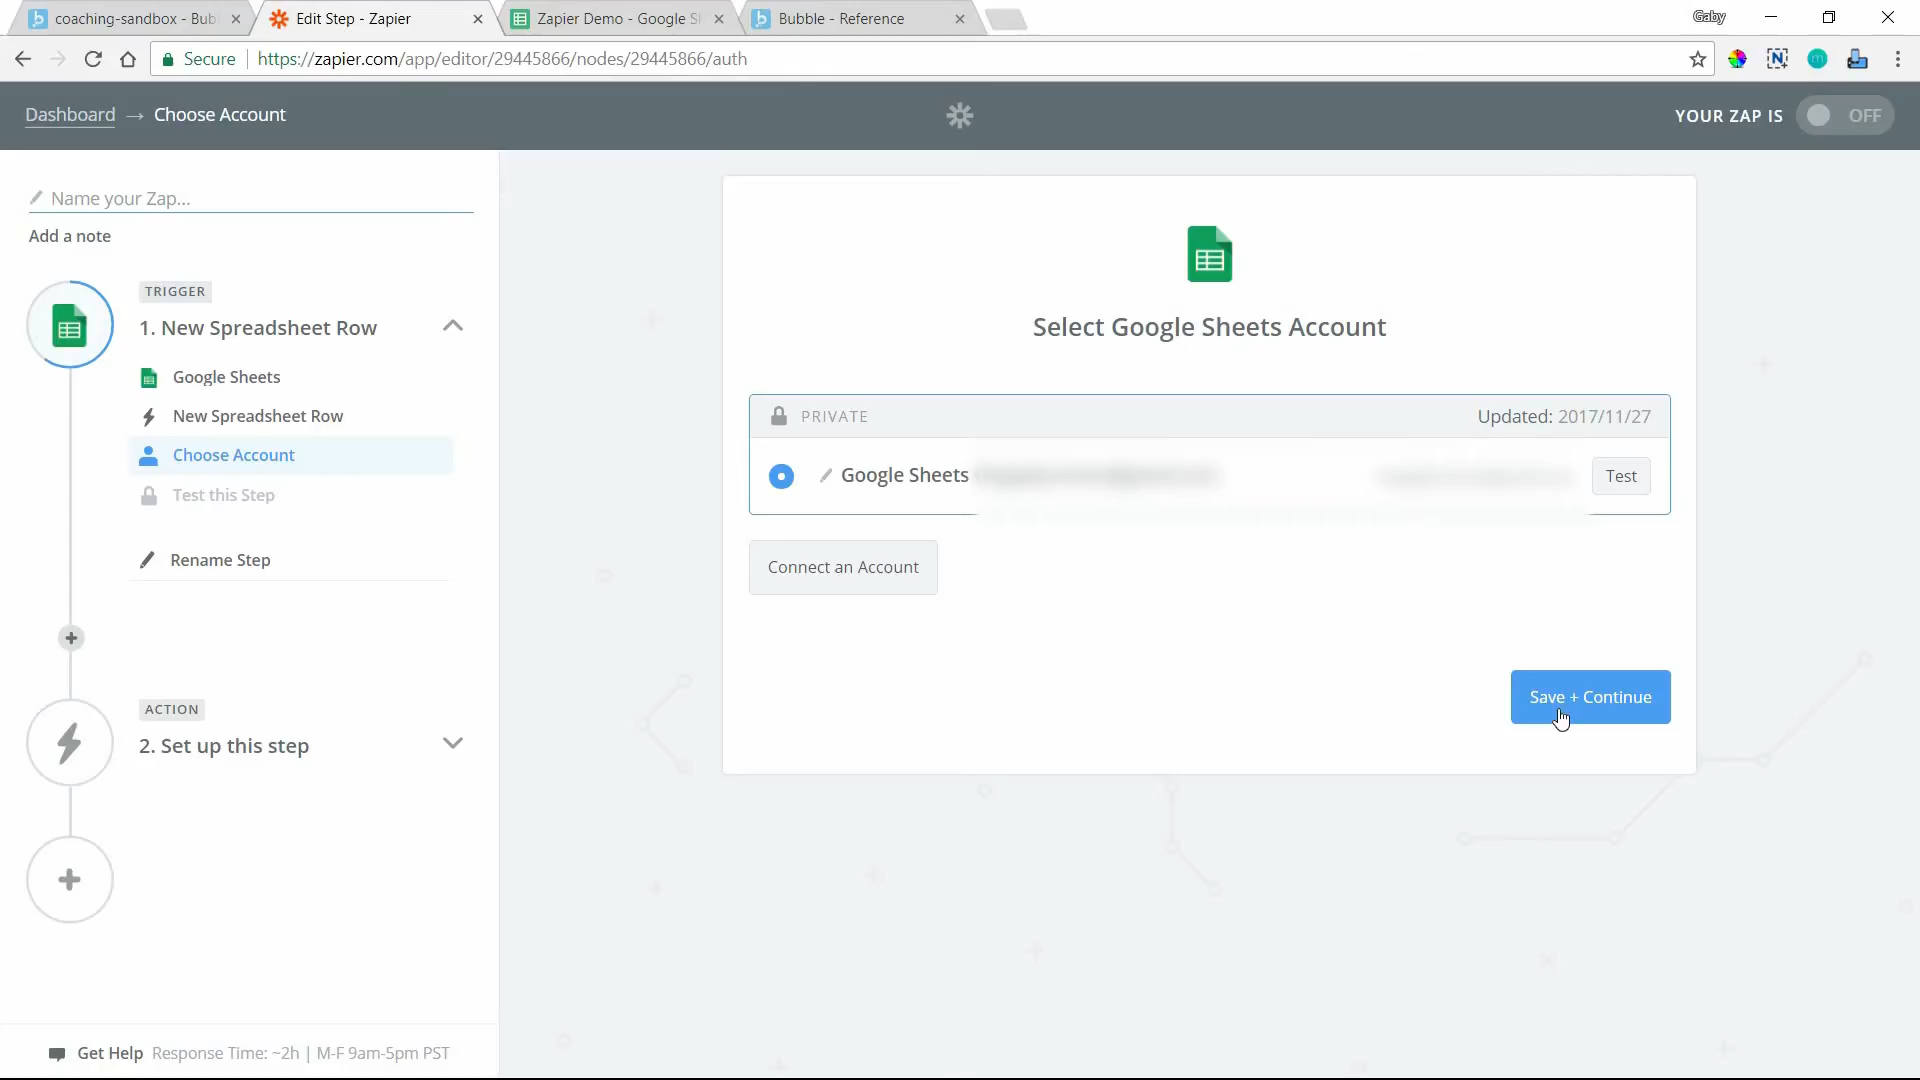 coaching-sandbox - Bub
Edit Step - Zapier
Zapier Demo - Google S
Bubble - Reference
Gaby
Secure
https://zapier.com/app/editor/29445866/nodes/29445866/auth
Dashboard → Choose Account
YOUR ZAP IS OFF
Name your Zap...
Add a note
TRIGGER
1. New Spreadsheet Row
Google Sheets
New Spreadsheet Row
Choose Account
Test this Step
Rename Step
ACTION
2. Set up this step
Get Help Response Time: ~2h | M-F 9am-5pm PST
Select Google Sheets Account
PRIVATE
Updated: 2017/11/27
Google Sheets
Test
Connect an Account
Save + Continue